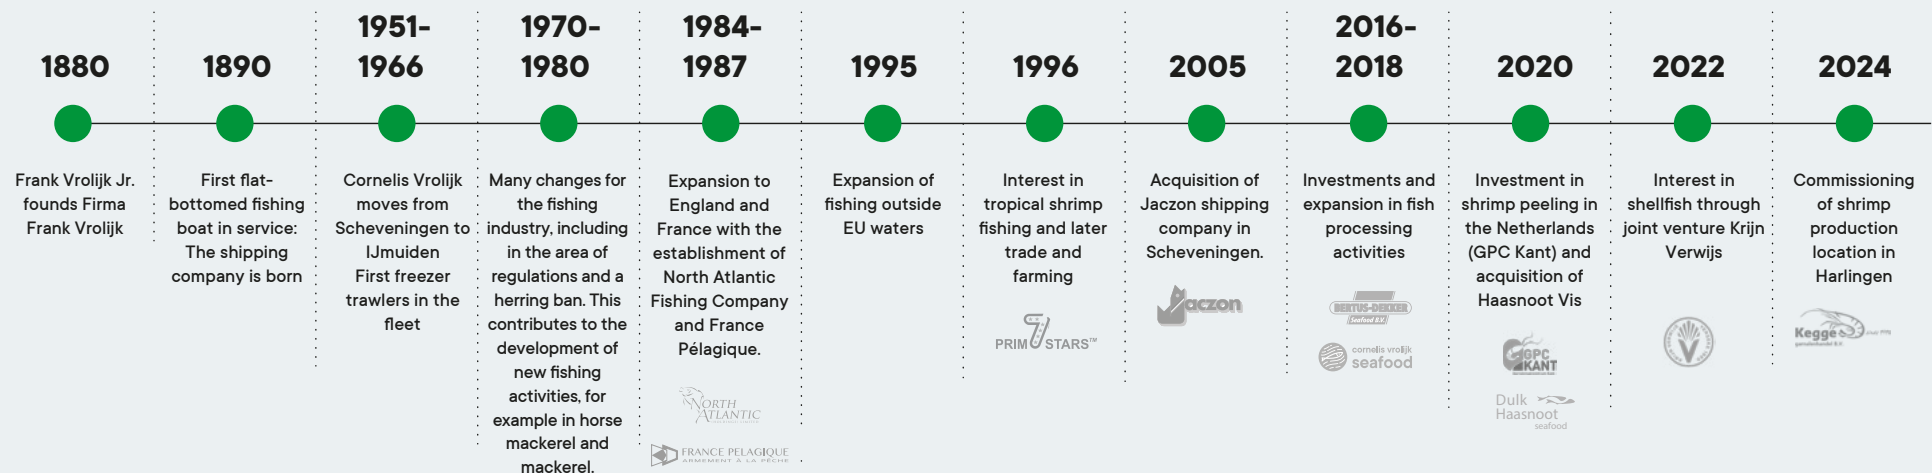 1880
Frank Vrolijk Jr.
founds Firma
Frank Vrolijk
1890
First flat-
bottomed fishing
boat in service:
The shipping
company is born
1951-
1966
Cornelis Vrolijk
moves from
Scheveningen to
IJmuiden
First freezer
trawlers in the
fleet
1970-
1980
Many changes for
the fishing
industry, including
in the area of
regulations and a
herring ban. This
contributes to the
development of
new fishing
activities, for
example in horse
mackerel and
mackerel.
1984-
1987
Expansion to
England and
France with the
establishment of
North Atlantic
Fishing Company
and France
Pélagique.
NORTH
ATLANTIC
FRANCE PELAGIQUE
ARMEMENT À LA PÊCHE
1995
Expansion of
fishing outside
EU waters
1996
Interest in
tropical shrimp
fishing and later
trade and
farming
PRIM 7 STARS™
2005
Acquisition of
Jaczon shipping
company in
Scheveningen.
Jaczon
2016-
2018
Investments and
expansion in fish
processing
activities
BERTUS-DEKKER
Seafood B.V.
cornelis vrolijk
seafood
2020
Investment in
shrimp peeling in
the Netherlands
(GPC Kant) and
acquisition of
Haasnoot Vis
GPC
KANT
Dulk
Haasnoot
seafood
2022
Interest in
shellfish through
joint venture Krijn
Verwijs
V
2024
Commissioning
of shrimp
production
location in
Harlingen
Kegge
garnalenhandel B.V.